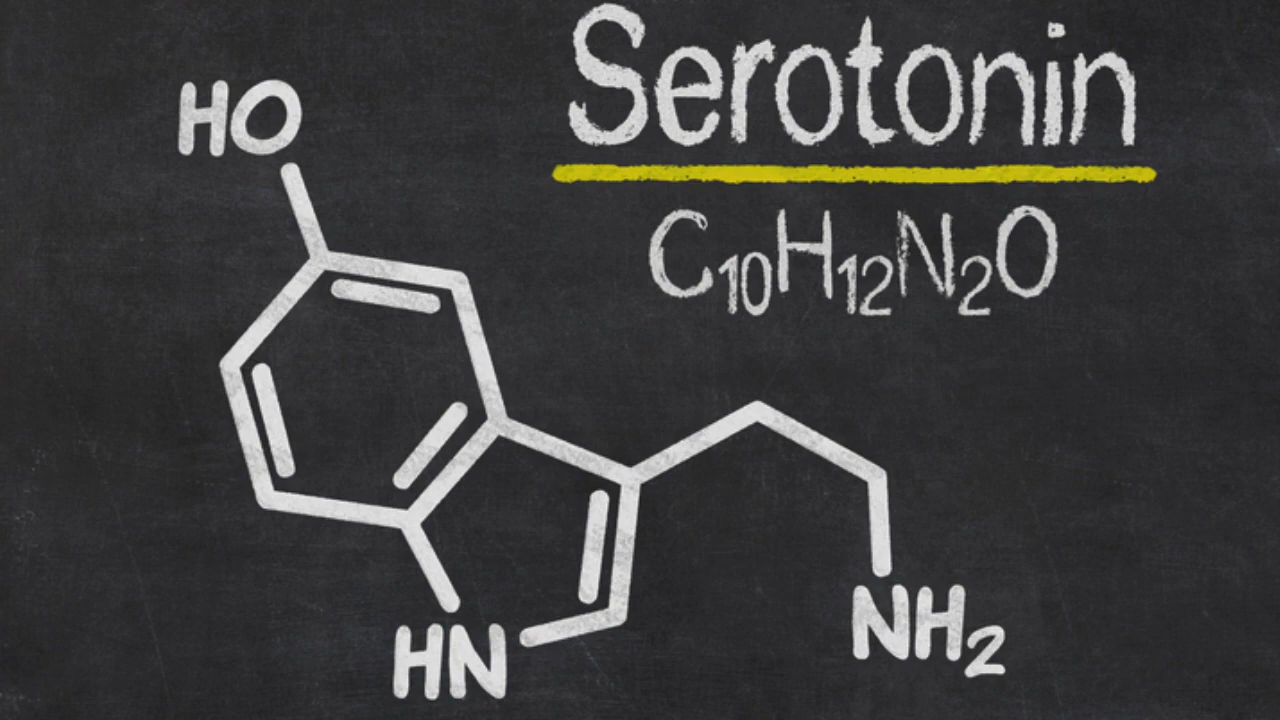 Serotonin
C₁₀H₁₂N₂O
HO
HN
NH₂